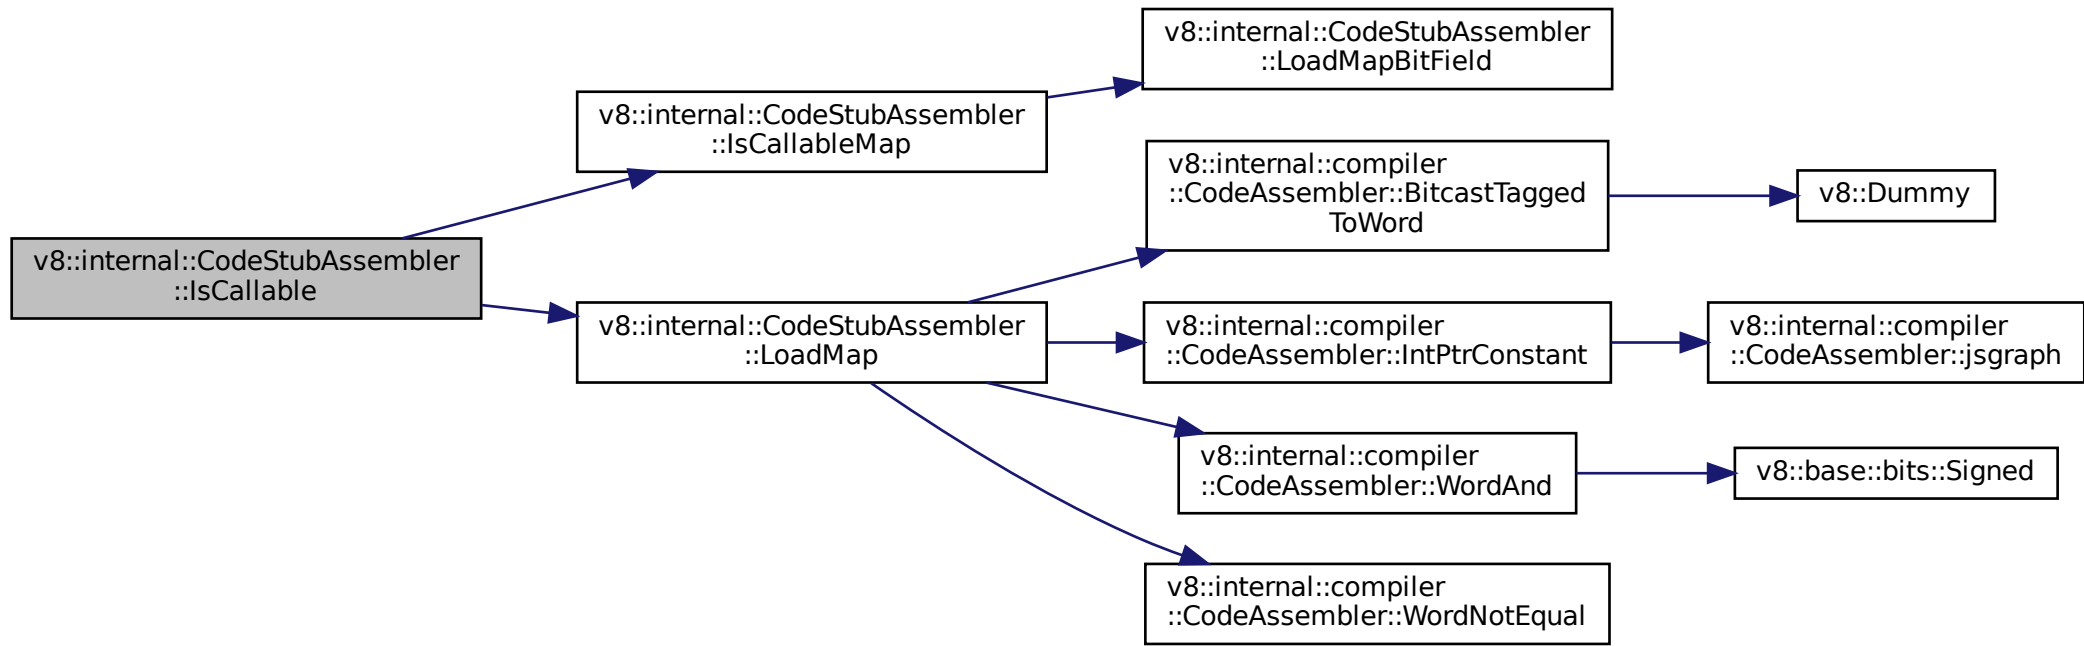 v8::internal::CodeStubAssembler
::IsCallable
v8::internal::CodeStubAssembler
::IsCallableMap
v8::internal::CodeStubAssembler
::LoadMapBitField
v8::internal::CodeStubAssembler
::LoadMap
v8::internal::compiler
::CodeAssembler::BitcastTagged
ToWord
v8::Dummy
v8::internal::compiler
::CodeAssembler::IntPtrConstant
v8::internal::compiler
::CodeAssembler::jsgraph
v8::internal::compiler
::CodeAssembler::WordAnd
v8::base::bits::Signed
v8::internal::compiler
::CodeAssembler::WordNotEqual